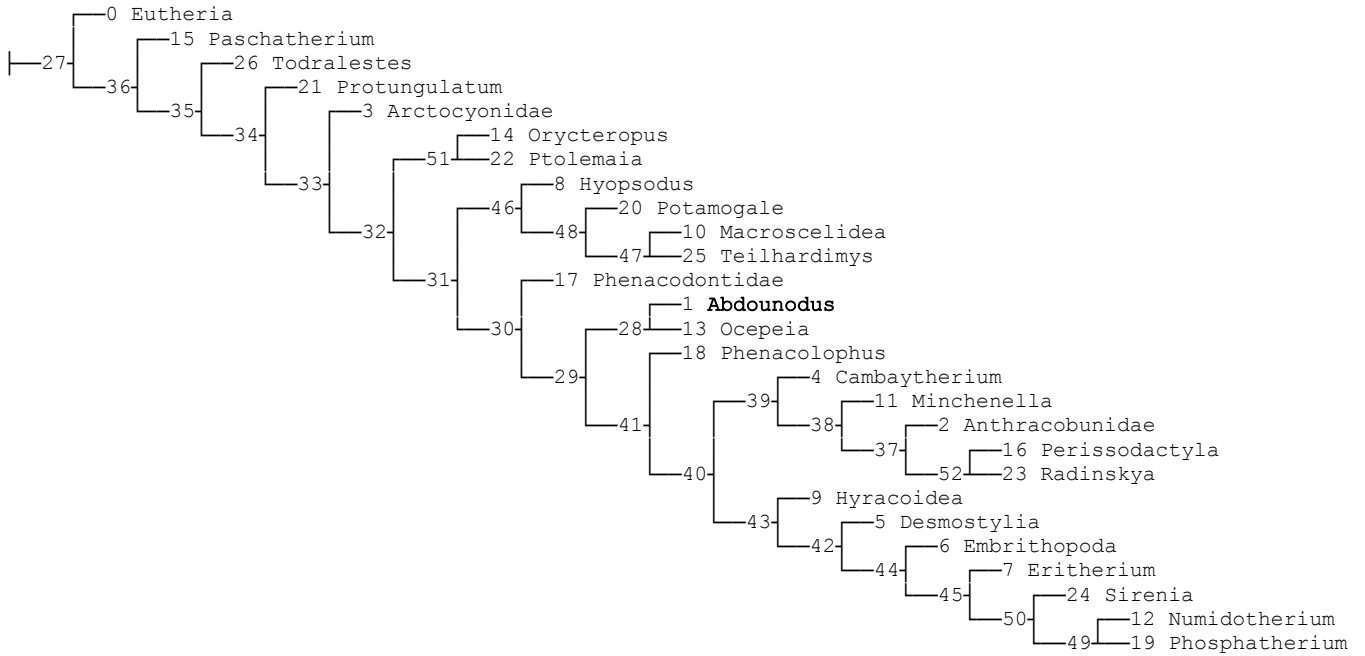 0 Eutheria
15 Paschatherium
27 26 Todralestes
36 21 Protungulatum
35 3 Arctocyonidae
34 14 Orycteropus
51 22 Ptolemaia
33 8 Hyopsodus
46 20 Potamogale
32 48 10 Macroscelidea
47 25 Teilhardimys
31 17 Phenacodontidae
1 Abdounodus
30 28 13 Ocepeia
18 Phenacolophus
29 4 Cambaytherium
39 11 Minchenella
41 38 2 Anthracobunidae
37 16 Perissodactyla
40 52 23 Radinskya
9 Hyracoidea
43 5 Desmostylia
42 6 Embrithopoda
44 7 Eritherium
45 24 Sirenia
50 12 Numidotherium
49 19 Phosphatherium